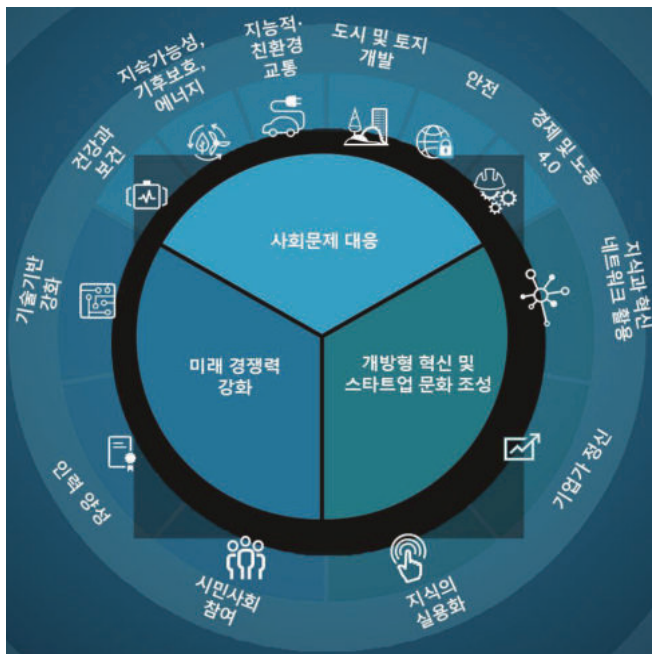 건강과
보건
지속가능성,
기후보호,
에너지
지능적·
친환경
교통
도시 및 토지
개발
안전
경제 및 노동
4.0
기술기반
강화
사회문제 대응
지식과 혁신
네트워크 활용
미래 경쟁력
강화
개방형 혁신 및
스타트업 문화 조성
인력 양성
기업가 정신
시민사회
참여
지식의
실용화